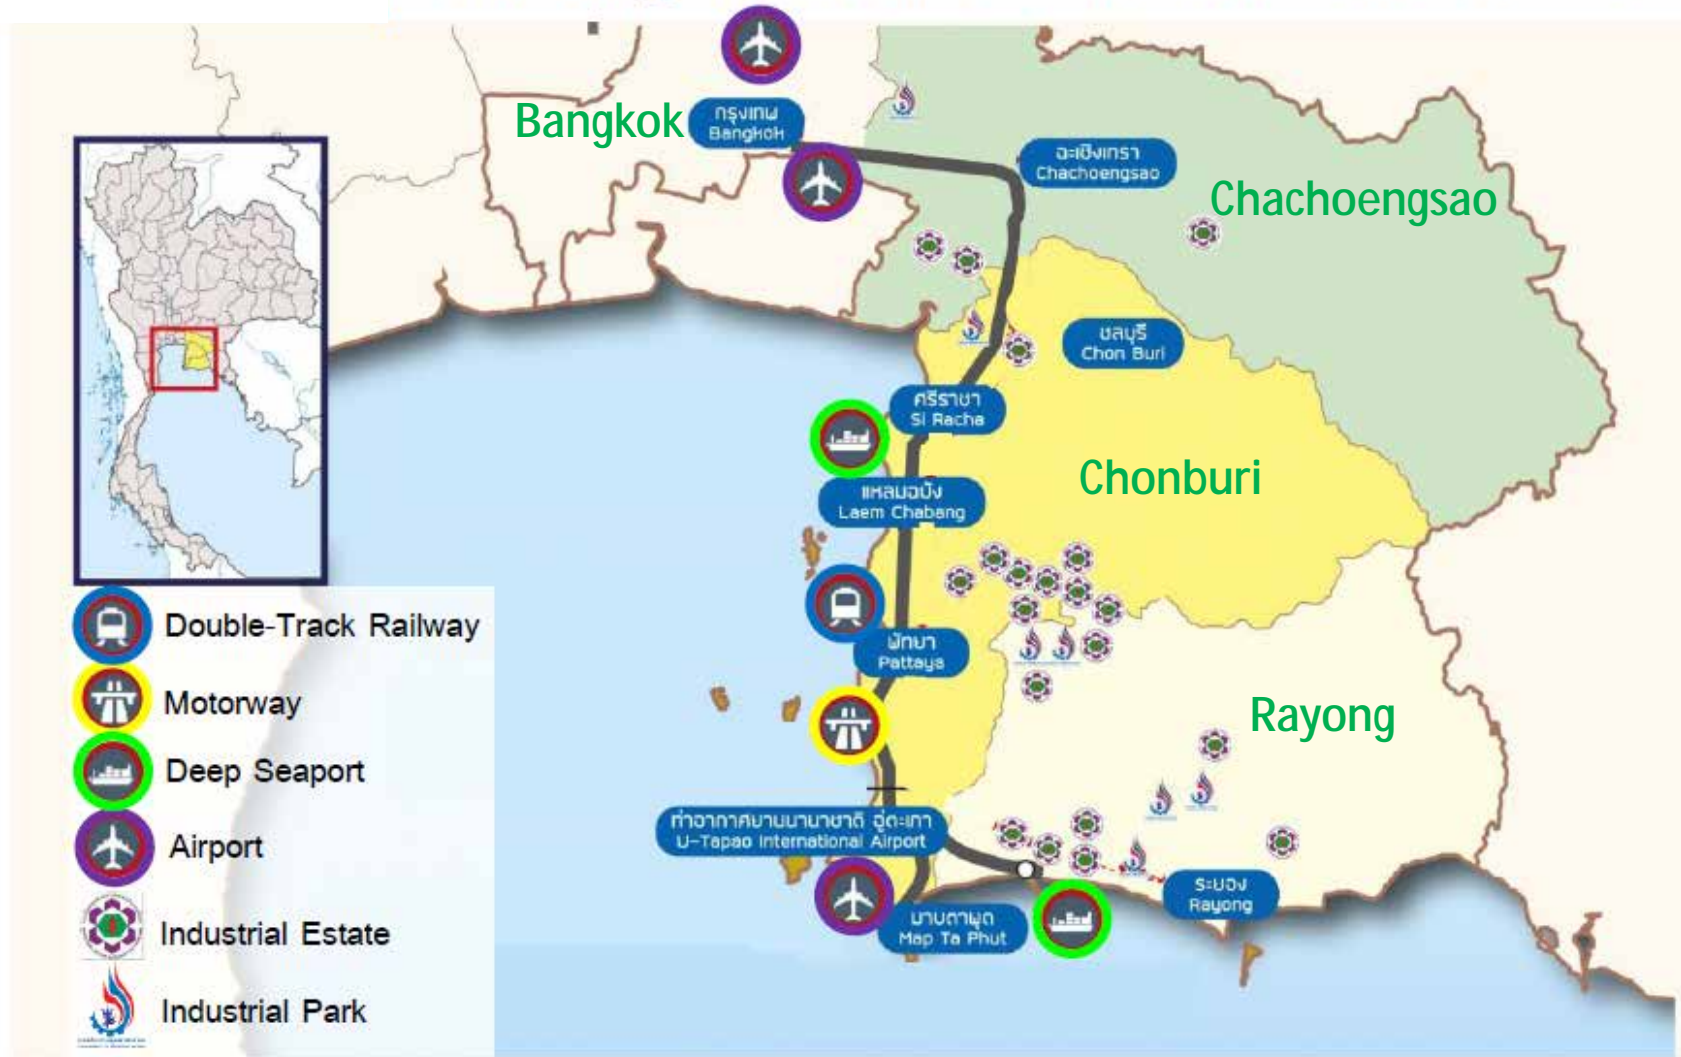 Bangkok
กรุงเทพ
Bangkok
ฉะเชิงเทรา
Chachoengsao
Chachoengsao
ชลบุรี
Chon Buri
ศรีราชา
Si Racha
Chonburi
แหลมฉบัง
Laem Chabang
พัทยา
Pattaya
Rayong
ท่าอากาศยานนานาชาติ อู่ตะเภา
U-Tapao International Airport
ระยอง
Rayong
มาบตาพุด
Map Ta Phut
Double-Track Railway
Motorway
Deep Seaport
Airport
Industrial Estate
Industrial Park